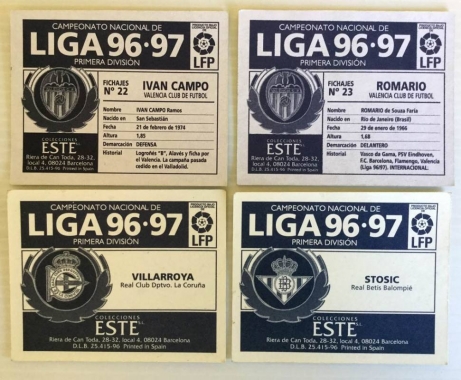 CAMPEONATO NACIONAL DE
LIGA 96·97
PRIMERA DIVISIÓN
LFP
FICHAJES
Nº 22
IVAN CAMPO
VALENCIA CLUB DE FUTBOL
Nombre IVAN CAMPO Ramos
Nacido en San Sebastián
Fecha 21 de febrero de 1974
Altura 1,85
Demarcación DEFENSA
Historial Logroñés "B", Alavés y ficha por
el Valencia. La campaña pasada
cedido en el Valladolid.
COLECCIONES
ESTE
Riera de Can Toda, 28-32,
local 4. 08024 Barcelona
D.L.B. 25.415-96 Printed in Spain
CAMPEONATO NACIONAL DE
LIGA 96·97
PRIMERA DIVISIÓN
LFP
FICHAJES
Nº 23
ROMARIO
VALENCIA CLUB DE FUTBOL
Nombre ROMARIO de Souza Faria
Nacido en Río de Janeiro (Brasil)
Fecha 29 de enero de 1966
Altura 1,68
Demarcación DELANTERO
Historial Vasco de Gama, PSV Eindhoven,
F.C. Barcelona, Flamengo, Valencia
(Liga 96/97). INTERNACIONAL.
COLECCIONES
ESTE
Riera de Can Toda, 28-32,
local 4. 08024 Barcelona
D.L.B. 25.415-96 Printed in Spain
CAMPEONATO NACIONAL DE
LIGA 96·97
PRIMERA DIVISIÓN
LFP
VILLARROYA
Real Club Dptvo. La Coruña
COLECCIONES
ESTE
Riera de Can Toda, 28-32, local 4. 08024 Barcelona
D.L.B. 25.415-96 Printed in Spain
CAMPEONATO NACIONAL DE
LIGA 96·97
PRIMERA DIVISIÓN
LFP
STOSIC
Real Betis Balompié
COLECCIONES
ESTE
Riera de Can Toda, 28-32, local 4. 08024 Barcelona
D.L.B. 25.415-96 Printed in Spain